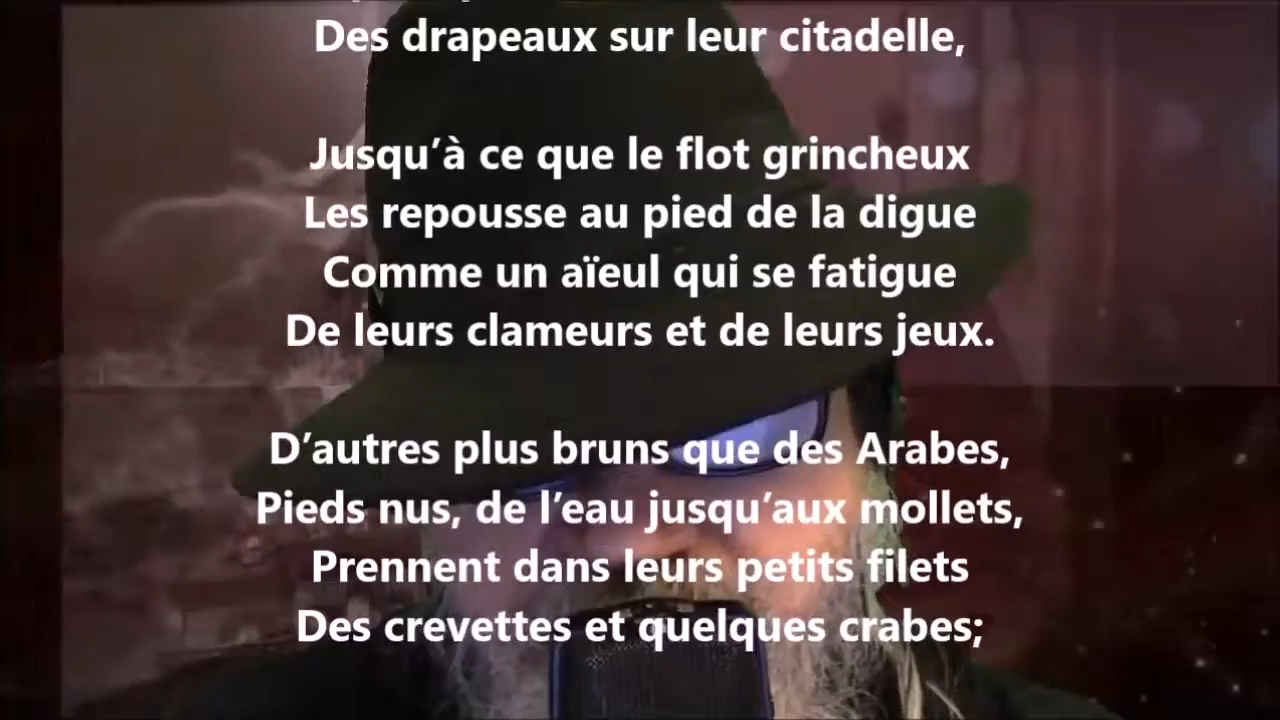 Des drapeaux sur leur citadelle,
Jusqu’à ce que le flot grincheux
Les repousse au pied de la digue
Comme un aïeul qui se fatigue
De leurs clameurs et de leurs jeux.
D’autres plus bruns que des Arabes,
Pieds nus, de l’eau jusqu’aux mollets,
Prennent dans leurs petits filets
Des crevettes et quelques crabes;